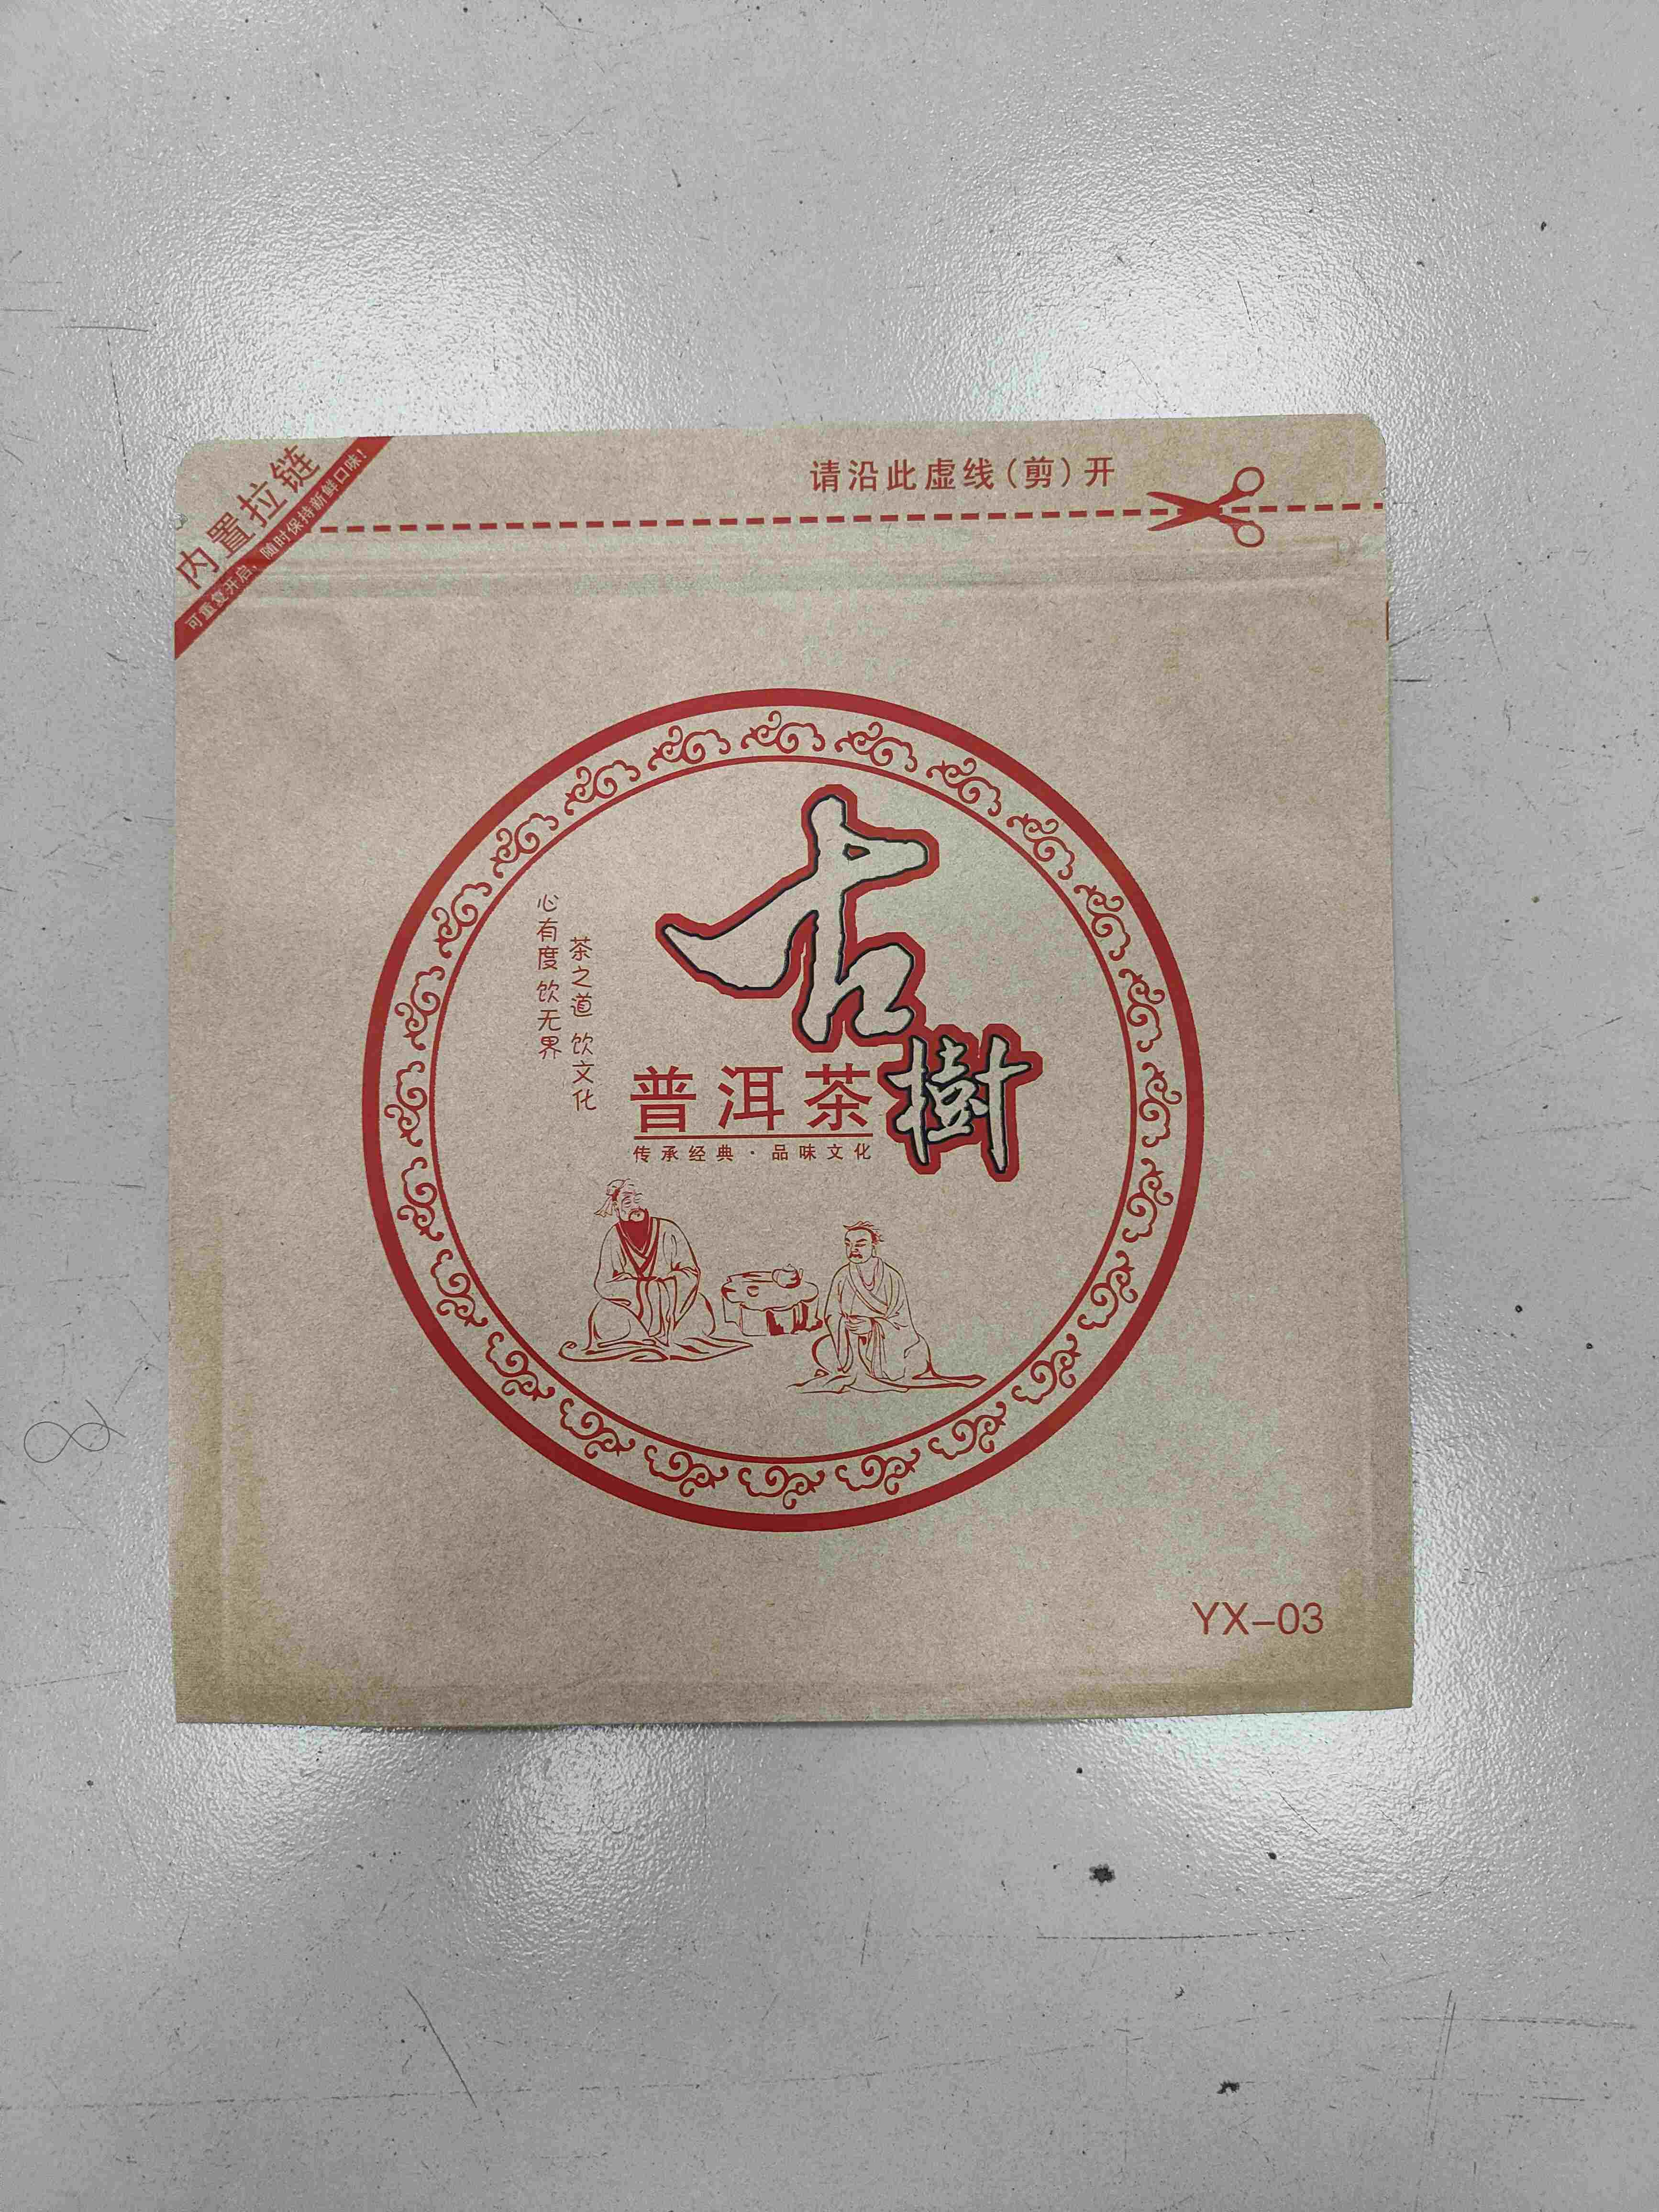 内置拉链
可重复开启，随时保持新鲜口味！
请沿此虚线（剪）开
古樹
茶之道 饮文化
心有度 饮无界
普洱茶
传承经典·品味文化
YX-03